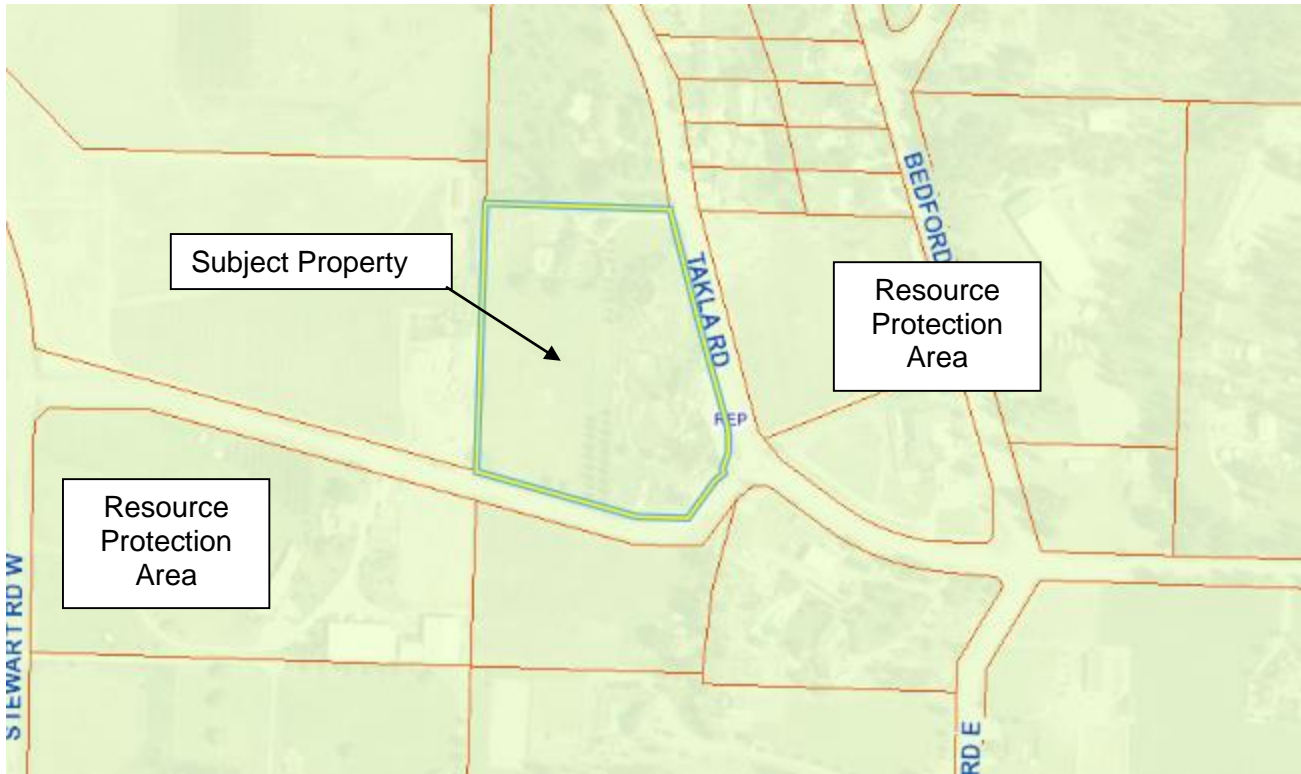 BEDFORD
Subject Property
TAKLA RD
Resource
Protection
Area
REP
Resource
Protection
Area
STEWART RD W
RD E